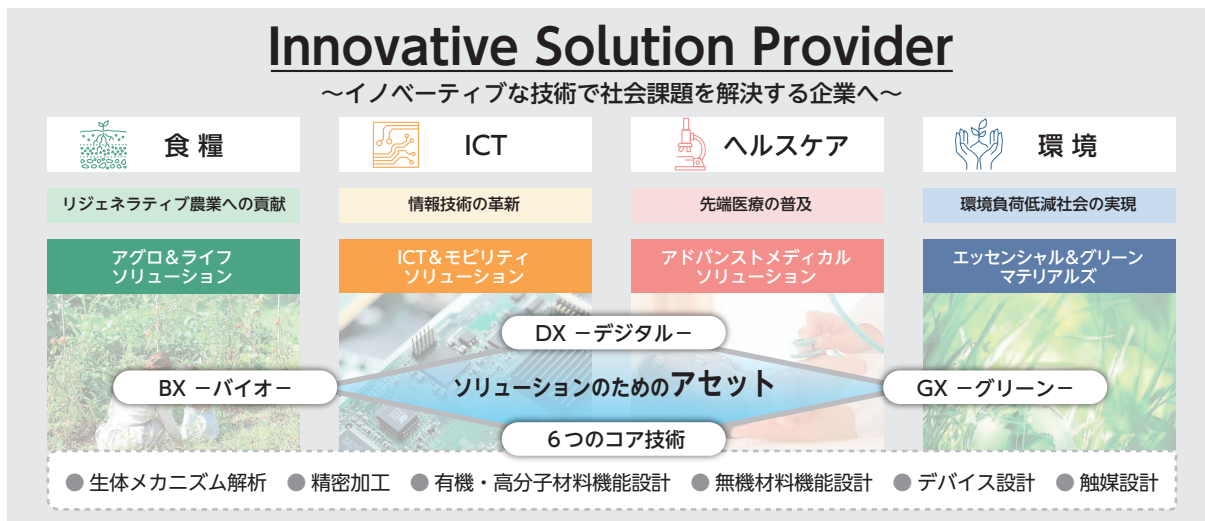 Innovative Solution Provider
～イノベーティブな技術で社会課題を解決する企業へ～
食糧
ICT
ヘルスケア
環境
リジェネラティブ農業への貢献
情報技術の革新
先端医療の普及
環境負荷低減社会の実現
アグロ＆ライフ
ソリューション
ICT＆モビリティ
ソリューション
アドバンストメディカル
ソリューション
エッセンシャル＆グリーン
マテリアルズ
DX －デジタル－
BX －バイオ－
ソリューションのためのアセット
GX －グリーン－
6つのコア技術
●生体メカニズム解析 ●精密加工 ●有機・高分子材料機能設計 ●無機材料機能設計 ●デバイス設計 ●触媒設計